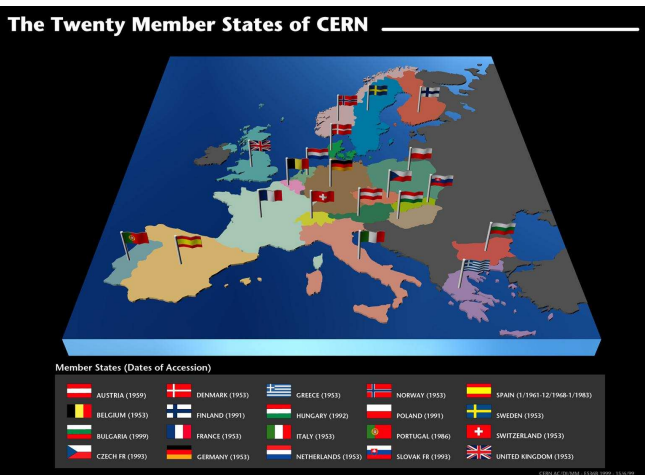 The Twenty Member States of CERN
Member States (Dates of Accession)
AUSTRIA (1959)
DENMARK (1953)
GREECE (1953)
NORWAY (1953)
SPAIN (1/1961-12/1968-1/1983)
BELGIUM (1953)
FINLAND (1991)
HUNGARY (1992)
POLAND (1991)
SWEDEN (1953)
BULGARIA (1999)
FRANCE (1953)
ITALY (1953)
PORTUGAL (1986)
SWITZERLAND (1953)
CZECH FR (1993)
GERMANY (1953)
NETHERLANDS (1953)
SLOVAK FR (1993)
UNITED KINGDOM (1953)